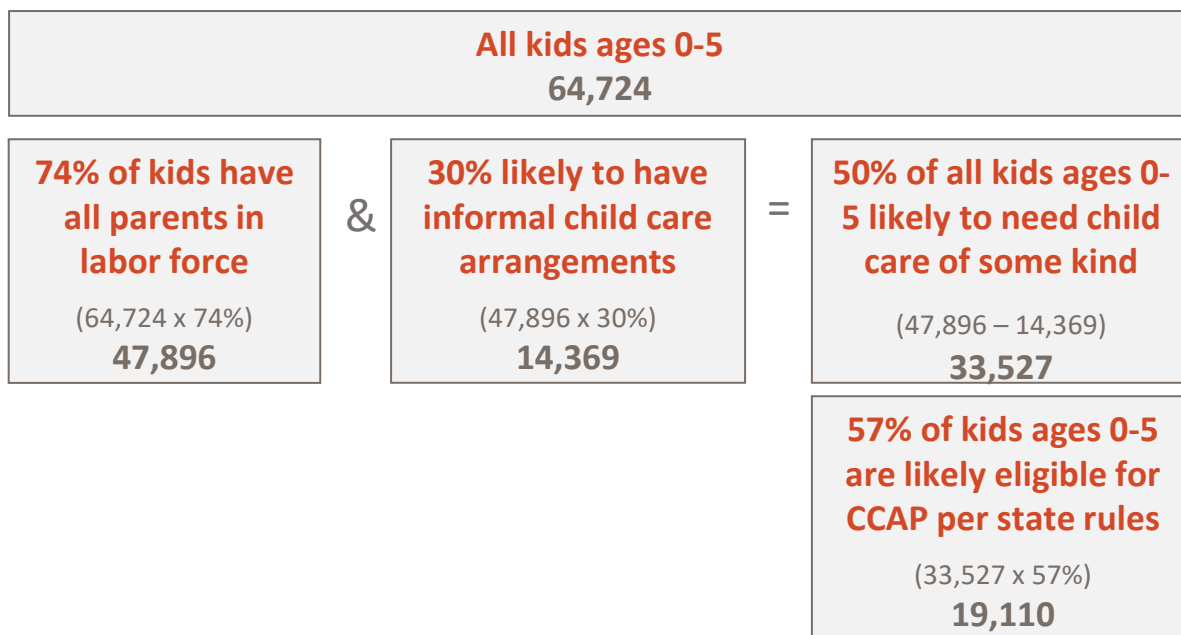 All kids ages 0-5
64,724
74% of kids have
all parents in
labor force
(64,724 x 74%)
47,896
&
30% likely to have
informal child care
arrangements
(47,896 x 30%)
14,369
=
50% of all kids ages 0-
5 likely to need child
care of some kind
(47,896 – 14,369)
33,527
57% of kids ages 0-5
are likely eligible for
CCAP per state rules
(33,527 x 57%)
19,110